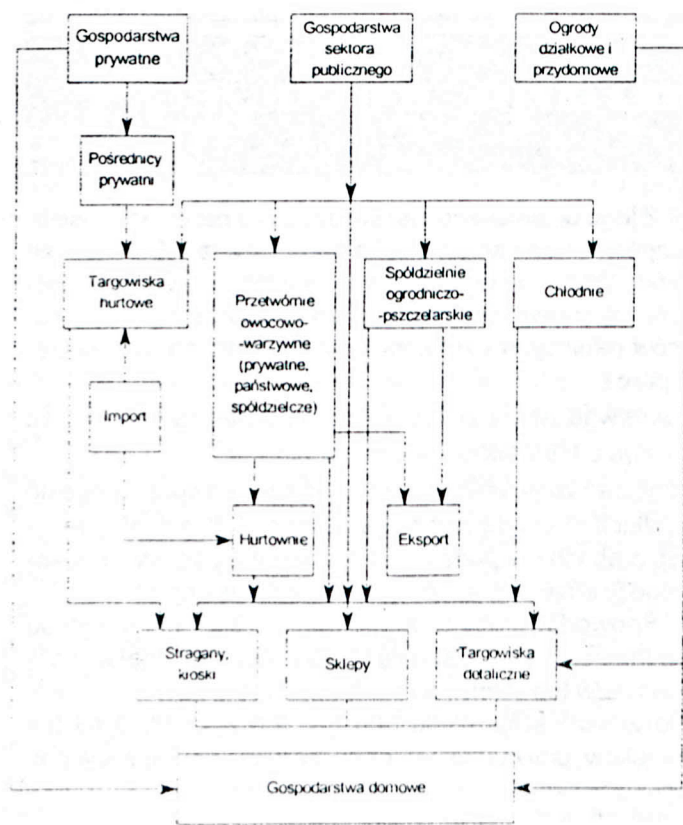 Gospodarstwa
prywatne
Gospodarstwa
sektora
publicznego
Ogrody
działkowe i
przydomowe
Pośrednicy
prywatni
Targowiska
hurtowe
Przetwórnie
owocowo-
-warzywne
(prywatne,
państwowe,
spółdzielcze)
Spółdzielnie
ogrodniczo-
-pszczelarskie
Chłodnie
Import
Hurtownie
Eksport
Stragany,
kioski
Sklepy
Targowiska
detaliczne
Gospodarstwa domowe